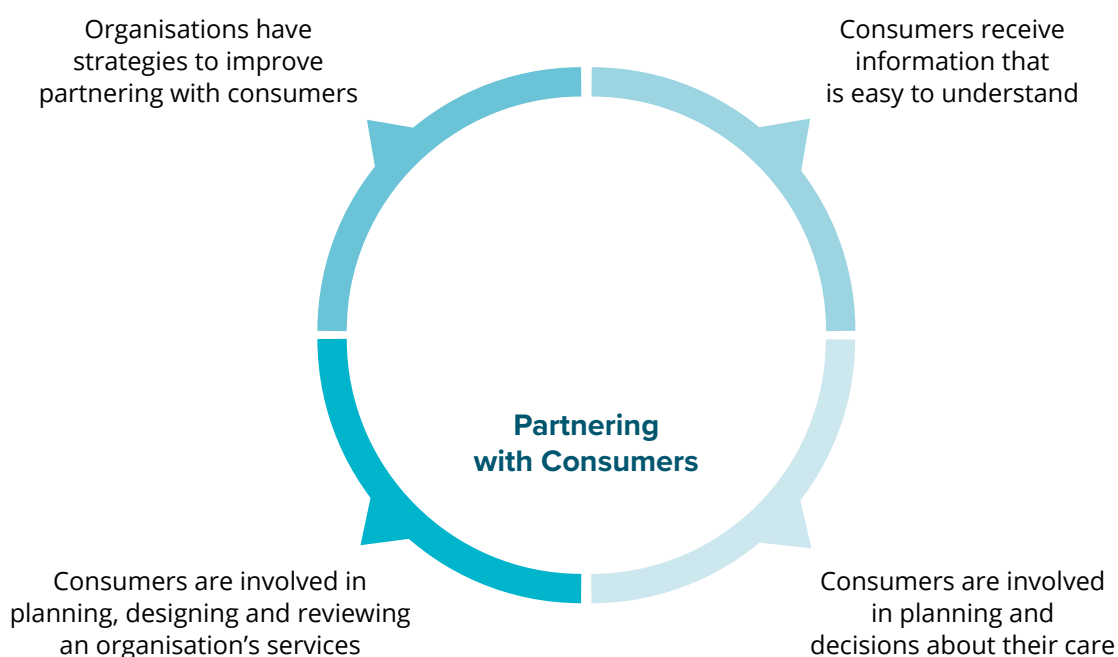 Organisations have
strategies to improve
partnering with consumers
Consumers receive
information that
is easy to understand
Partnering
with Consumers
Consumers are involved in
planning, designing and reviewing
an organisation's services
Consumers are involved
in planning and
decisions about their care